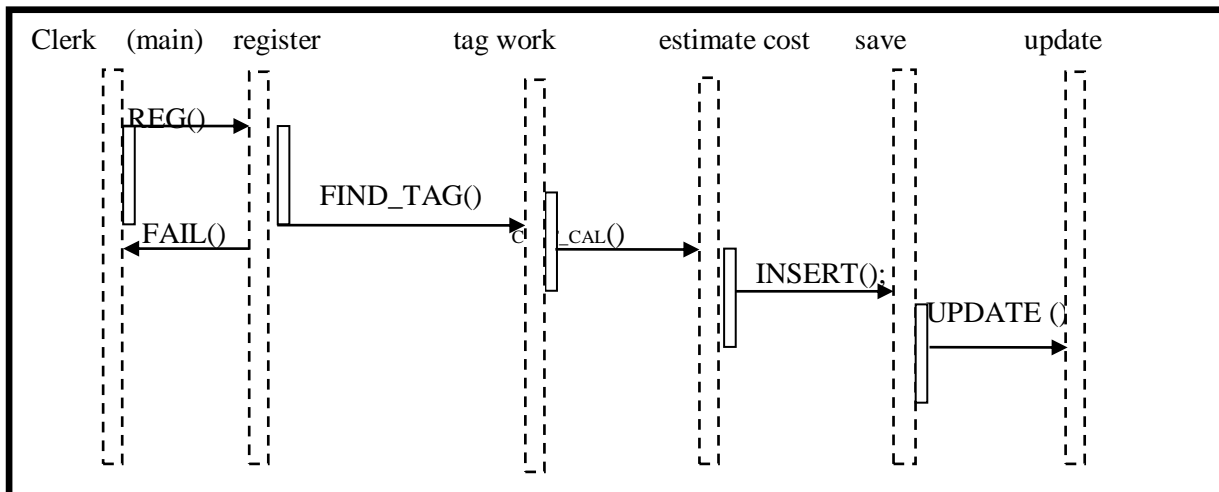 Clerk (main) register tag work estimate cost save update
REG()
FIND_TAG()
FAIL()
_CAL()
INSERT();
UPDATE ()